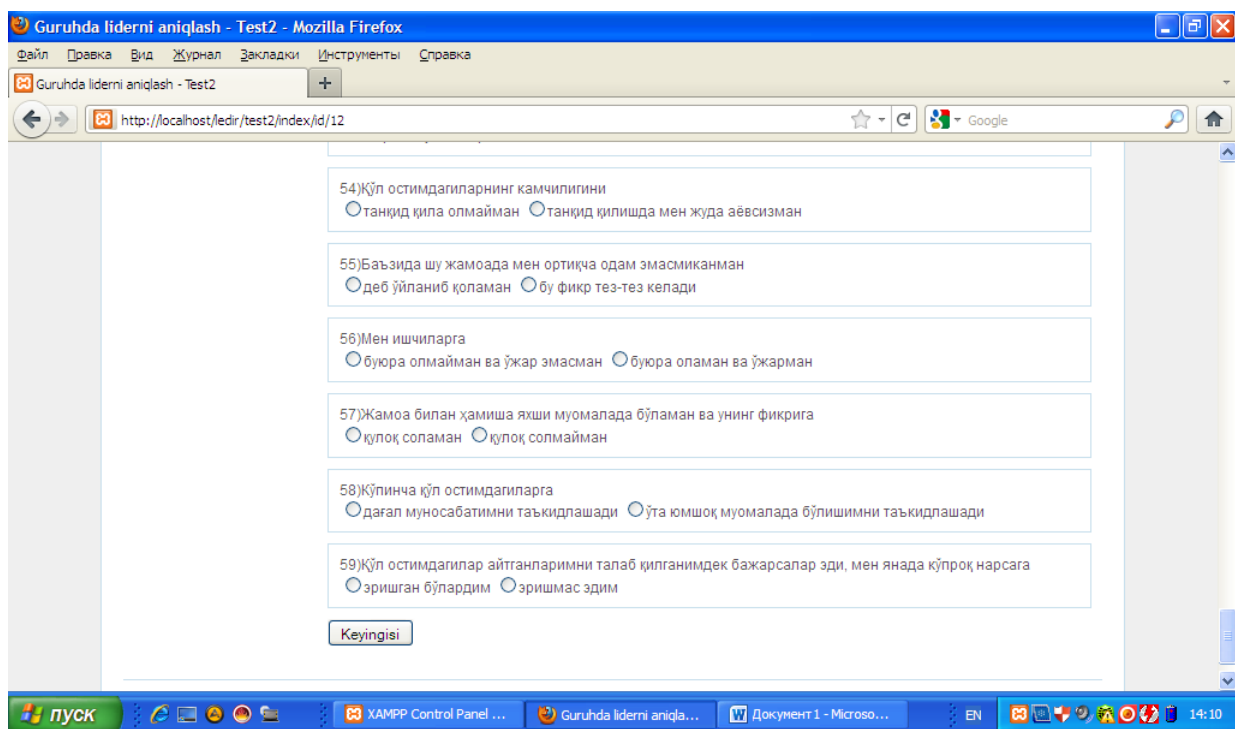 Guruhda liderni aniqlash - Test2 - Mozilla Firefox
Файл Правка Вид Журнал Закладки Инструменты Справка
Guruhda liderni aniqlash - Test2
http://localhost/ledir/test2/index/id/12
Google
54)Қўл остимдагиларнинг камчилигини
танқид қила олмайман танқид қилишда мен жуда аёвсизман
55)Баъзида шу жамоада мен ортиқча одам эмасмиканман
деб ўйланиб қоламан бу фикр тез-тез келади
56)Мен ишчиларга
буюра олмайман ва ўжар эмасман буюра оламан ва ўжарман
57)Жамоа билан ҳамиша яхши муомалада бўламан ва унинг фикрига
қулоқ соламан қулоқ солмайман
58)Кўпинча қўл остимдагиларга
дағал муносабатимни таъкидлашади ўта юмшоқ муомалада бўлишимни таъкидлашади
59)Қўл остимдагилар айтганларимни талаб қилганимдек бажарсалар эди, мен янада кўпроқ нарсага
эришган бўлардим эришмас эдим
Keyingisi
пуск
XAMPP Control Panel ...
Guruhda liderni aniqla...
Документ1 - Microso...
EN
14:10